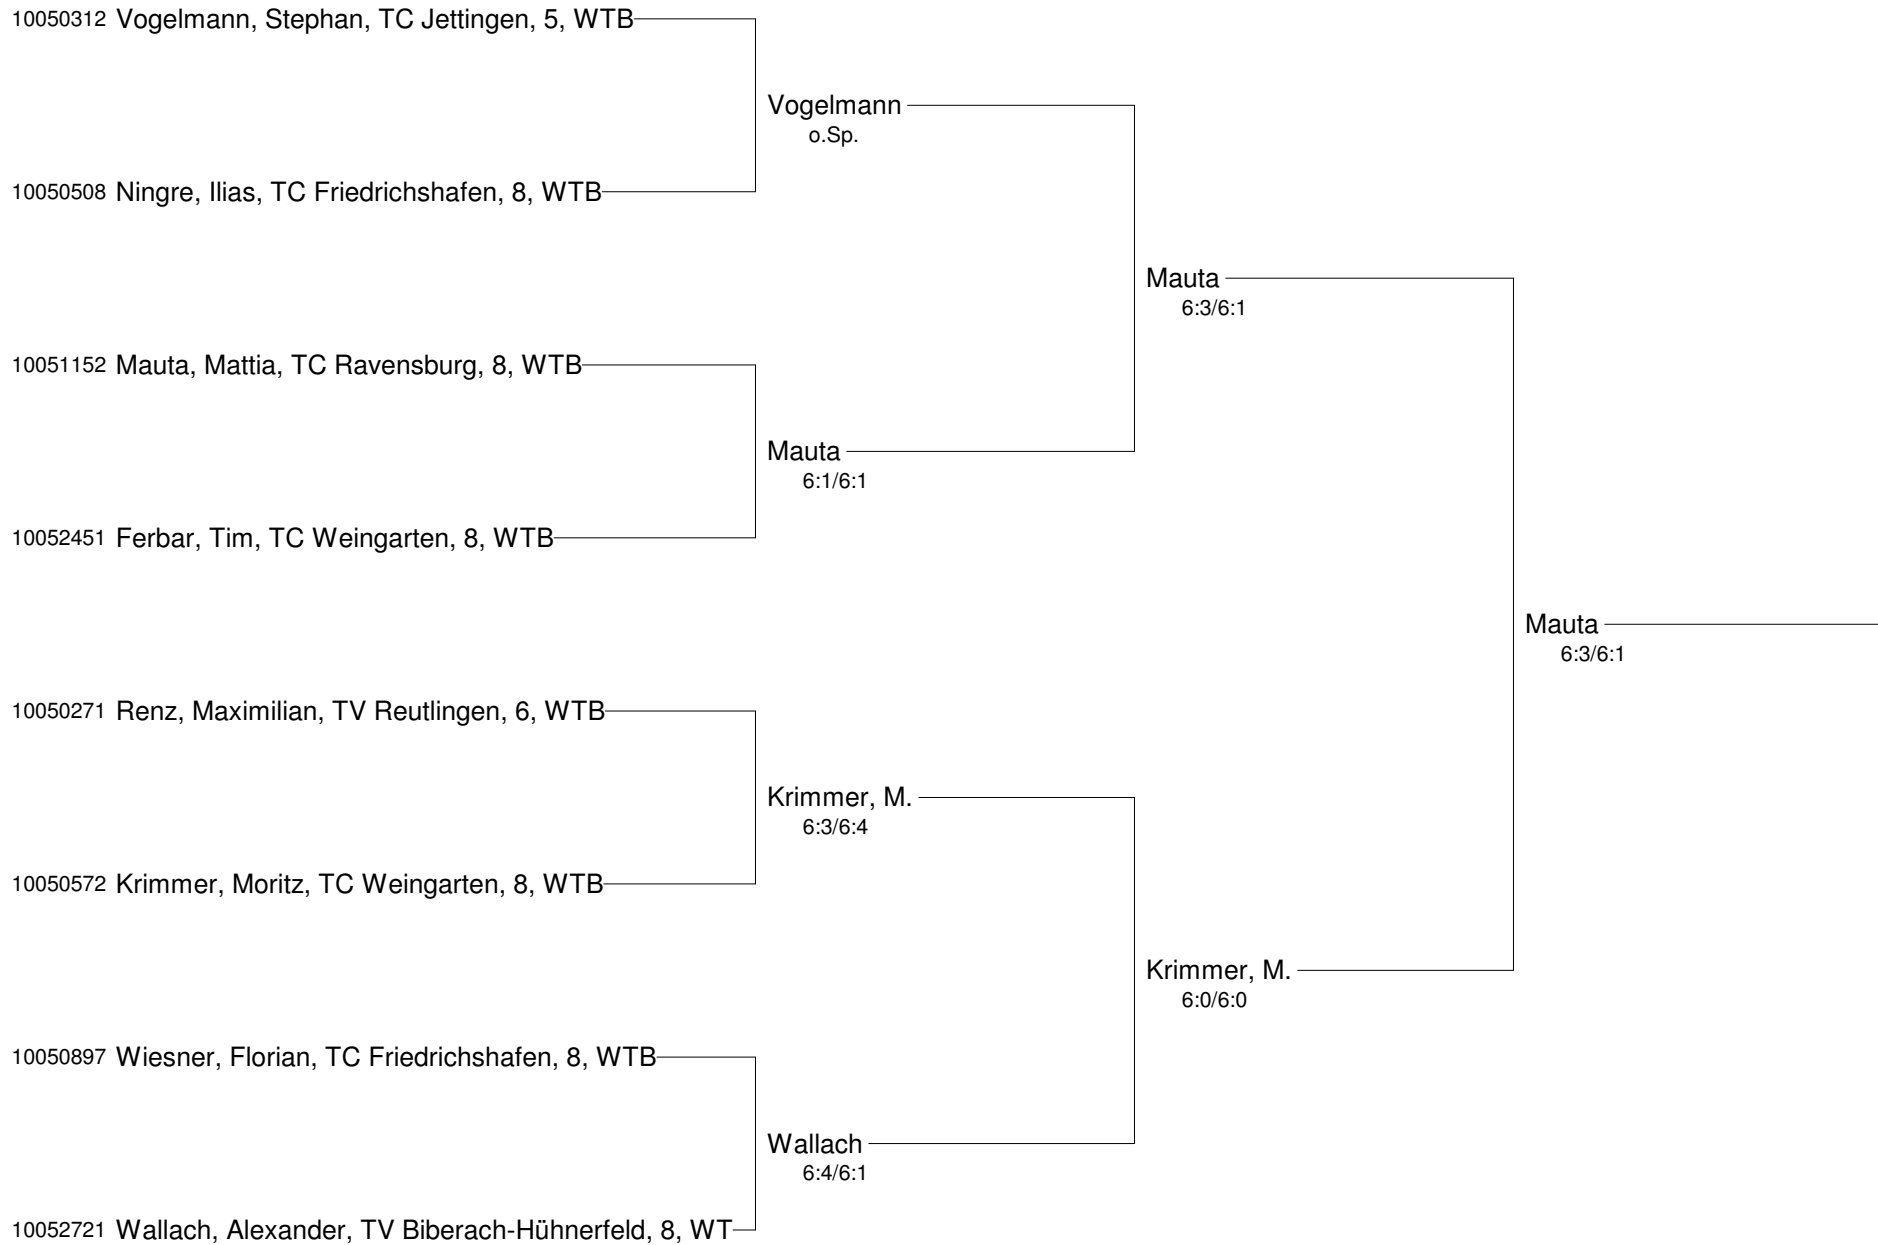 10050312 Vogelmann, Stephan, TC Jettingen, 5, WTB
Vogelmann
o.Sp.
10050508 Ningre, Ilias, TC Friedrichshafen, 8, WTB
Mauta
6:3/6:1
10051152 Mauta, Mattia, TC Ravensburg, 8, WTB
Mauta
6:1/6:1
10052451 Ferbar, Tim, TC Weingarten, 8, WTB
Mauta
6:3/6:1
10050271 Renz, Maximilian, TV Reutlingen, 6, WTB
Krimmer, M.
6:3/6:4
10050572 Krimmer, Moritz, TC Weingarten, 8, WTB
Krimmer, M.
6:0/6:0
10050897 Wiesner, Florian, TC Friedrichshafen, 8, WTB
Wallach
6:4/6:1
10052721 Wallach, Alexander, TV Biberach-Hühnerfeld, 8, WT